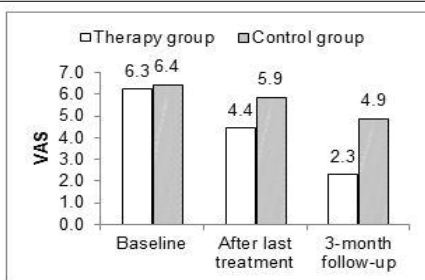 Therapy group Control group
7.0
6.0
5.0
4.0
3.0
2.0
1.0
0.0
VAS
6.3 6.4
4.4 5.9
2.3 4.9
Baseline After last 3-month
treatment follow-up